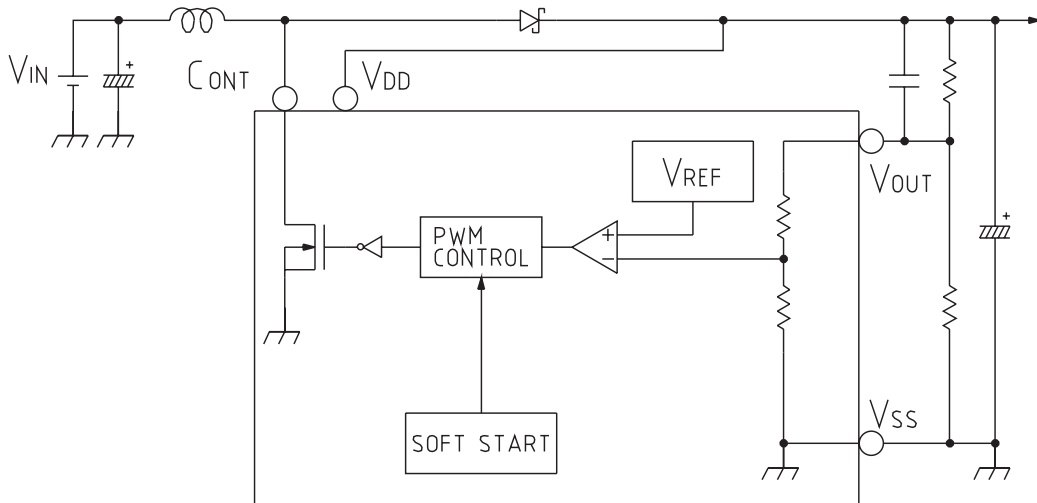 VIN
+
CONT
VDD
VREF
VOUT
+
PWM
CONTROL
+
−
SOFT START
VSS